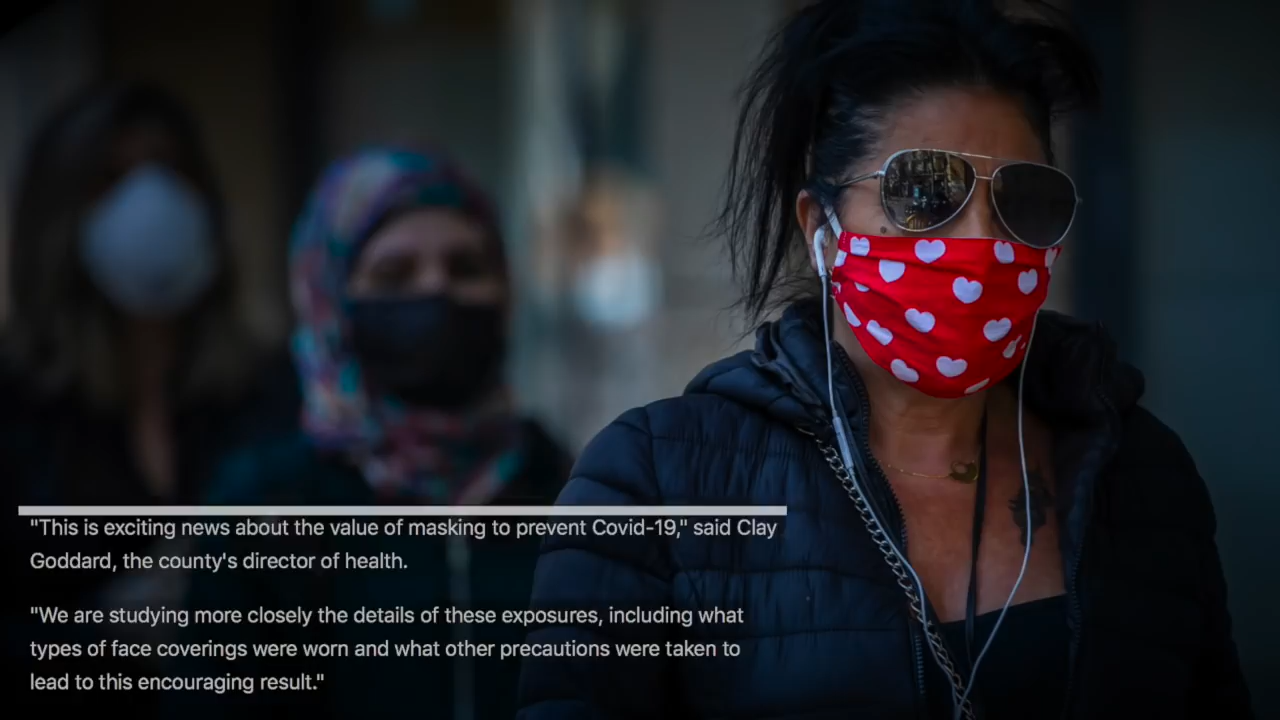 "This is exciting news about the value of masking to prevent Covid-19," said Clay
Goddard, the county's director of health.
"We are studying more closely the details of these exposures, including what
types of face coverings were worn and what other precautions were taken to
lead to this encouraging result."